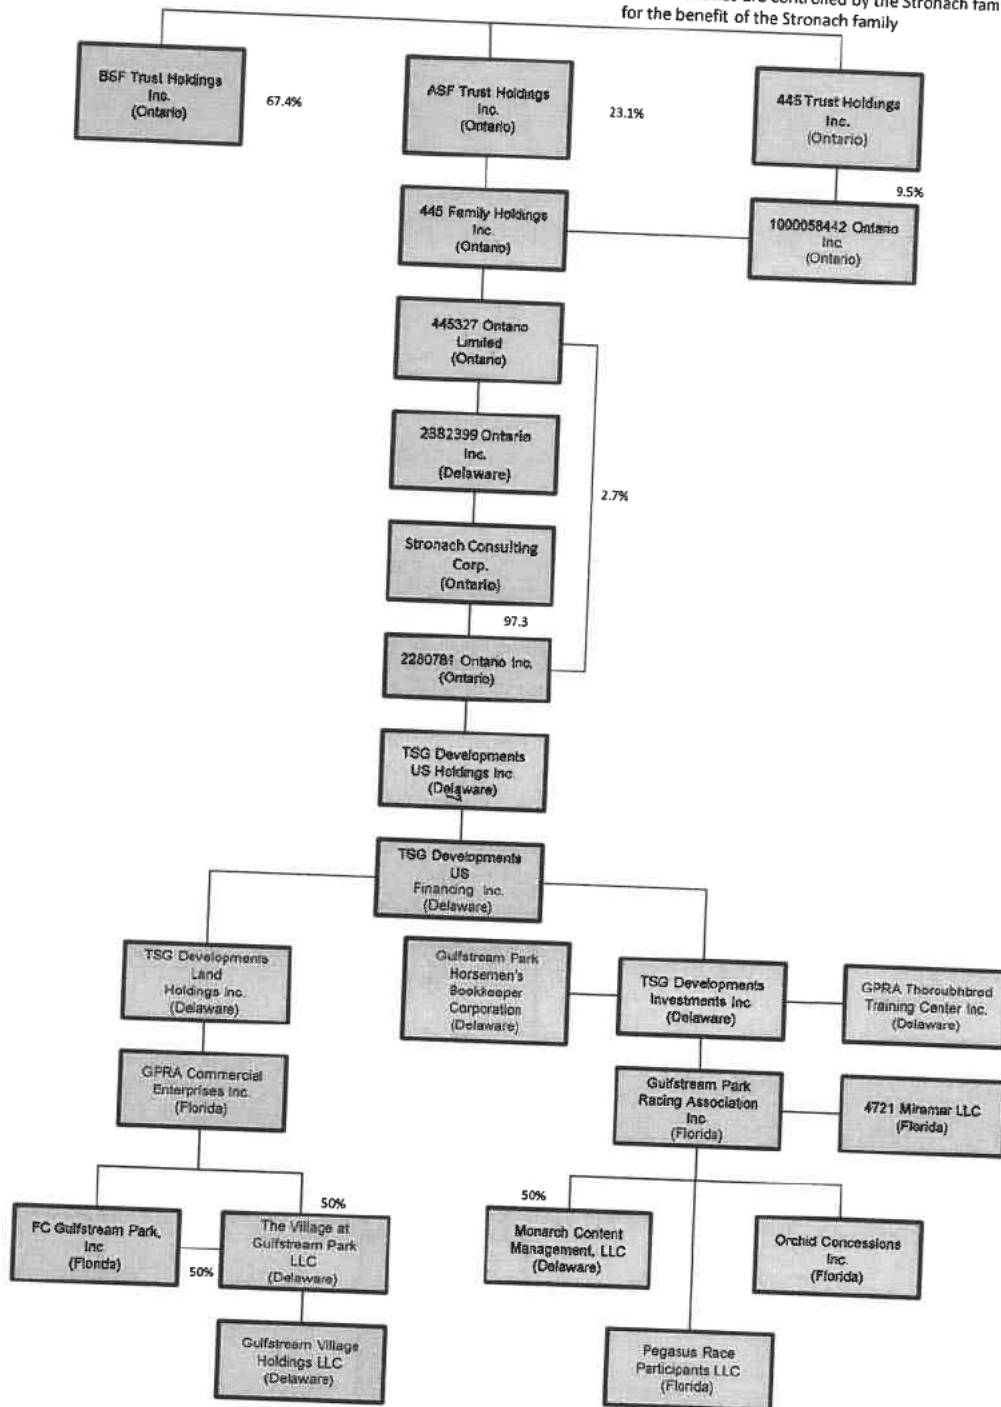 controlled by the Stronach fam
for the benefit of the Stronach family
BSF Trust Holdings
Inc.
(Ontario)
67.4%
ASF Trust Holdings
Inc.
(Ontario)
23.1%
445 Trust Holdings
Inc.
(Ontario)
9.5%
445 Family Holdings
Inc.
(Ontario)
1000058442 Ontario
Inc.
(Ontario)
445327 Ontario
Limited
(Ontario)
2382399 Ontario
Inc.
(Delaware)
2.7%
Stronach Consulting
Corp.
(Ontario)
97.3
2280781 Ontario Inc.
(Ontario)
TSG Developments
US Holdings Inc.
(Delaware)
TSG Developments
US
Financing Inc.
(Delaware)
TSG Developments
Land
Holdings Inc.
(Delaware)
Gulfstream Park
Horsemen's
Bookkeeper
Corporation
(Delaware)
TSG Developments
Investments Inc
(Delaware)
GPRA Thoroubhbred
Training Center Inc.
(Delaware)
GPRA Commercial
Enterprises Inc.
(Florida)
Gulfstream Park
Racing Association
Inc.
(Florida)
4721 Miramar LLC
(Florida)
50%
50%
FC Gulfstream Park,
Inc
(Florida)
50%
The Village at
Gulfstream Park
LLC
(Delaware)
Monarch Content
Management, LLC
(Delaware)
Orchid Concessions
Inc.
(Florida)
Gulfstream Village
Holdings LLC
(Delaware)
Pegasus Race
Participants LLC
(Florida)